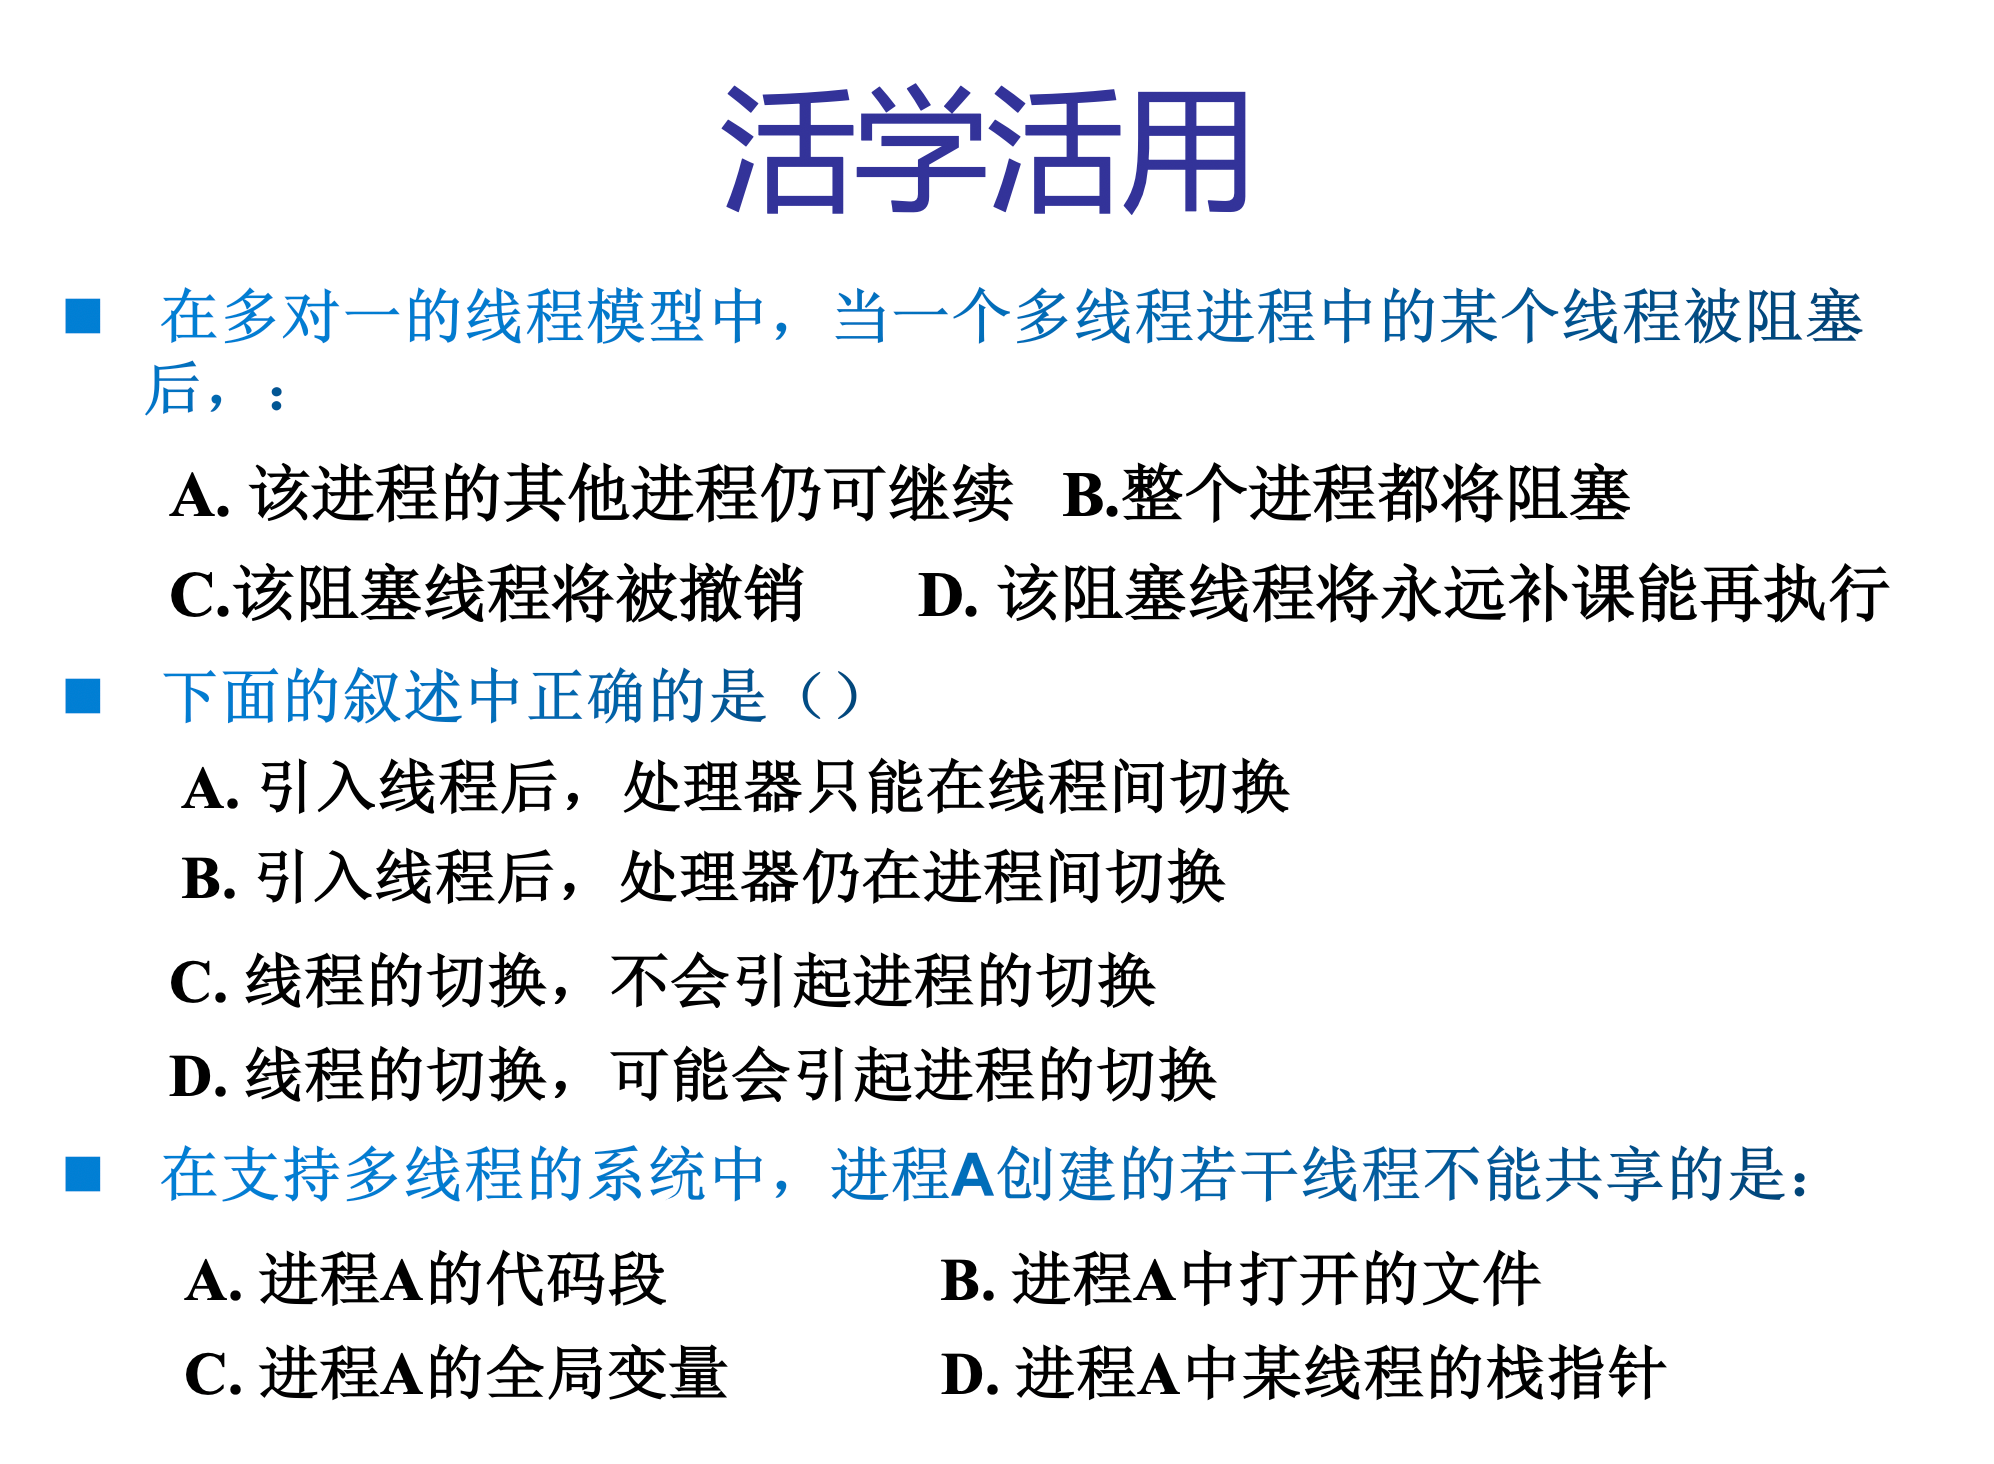 活学活用
在多对一的线程模型中，当一个多线程进程中的某个线程被阻塞
后，：
A. 该进程的其他进程仍可继续 B.整个进程都将阻塞
C.该阻塞线程将被撤销 D. 该阻塞线程将永远补课能再执行
下面的叙述中正确的是（）
A. 引入线程后，处理器只能在线程间切换
B. 引入线程后，处理器仍在进程间切换
C. 线程的切换，不会引起进程的切换
D. 线程的切换，可能会引起进程的切换
在支持多线程的系统中，进程A创建的若干线程不能共享的是：
A. 进程A的代码段 B. 进程A中打开的文件
C. 进程A的全局变量 D. 进程A中某线程的栈指针